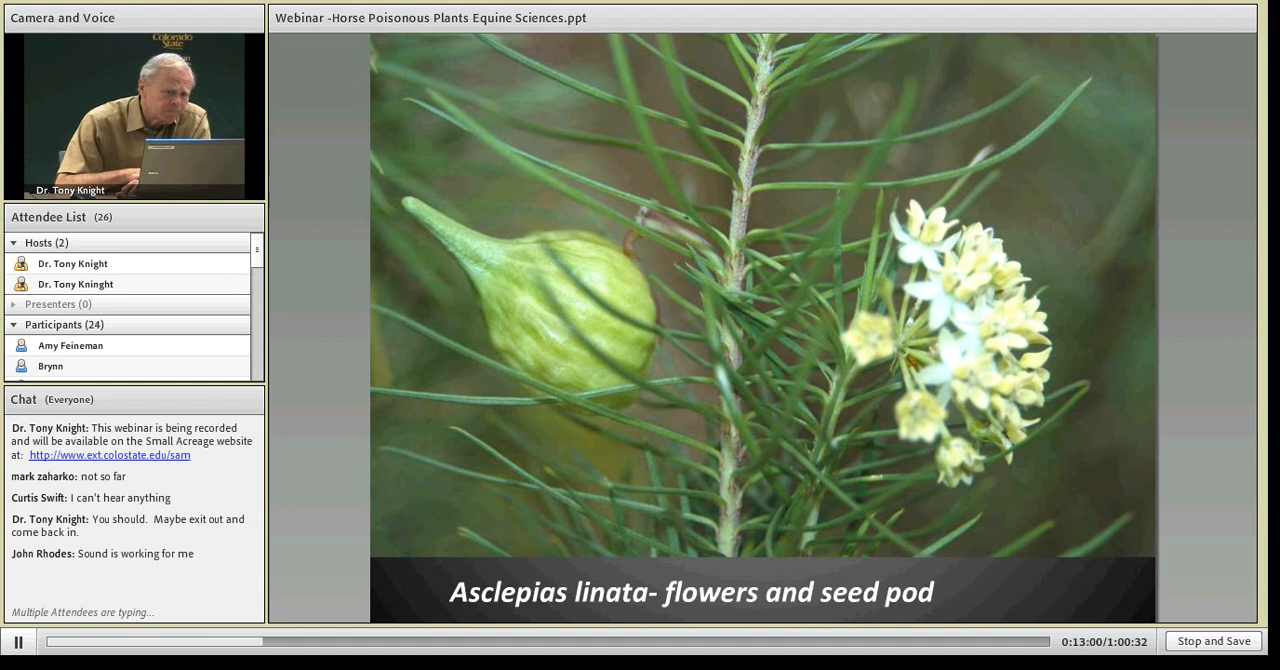 Camera and Voice
Colorado
State
Dr. Tony Knight
Attendee List (26)
Hosts (2)
Dr. Tony Knight
Dr. Tony Kninght
Presenters (0)
Participants (24)
Amy Feineman
Brynn
Chat (Everyone)
Dr. Tony Knight: This webinar is being recorded
and will be available on the Small Acreage website
at: http://www.ext.colostate.edu/sam
mark zaharko: not so far
Curtis Swift: I can't hear anything
Dr. Tony Knight: You should. Maybe exit out and
come back in.
John Rhodes: Sound is working for me
Multiple Attendees are typing...
Webinar -Horse Poisonous Plants Equine Sciences.ppt
Asclepias linata- flowers and seed pod
0:13:00/1:00:32
Stop and Save